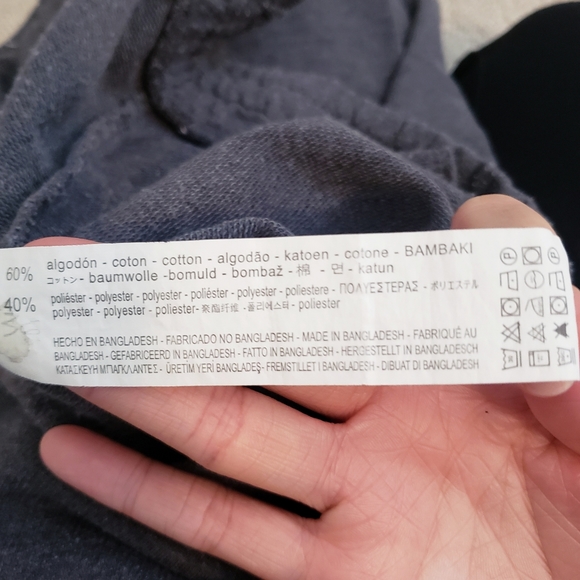 60% algodón - coton - cotton - algodão - katoen - cotone - BAMBAKI
コットン - baumwolle -bomuld - bombaž - 棉 - 면 - katun
40% poliéster - polyester - polyester - poliéster - polyester - poliestere - ΠΟΛΥΕΣΤΕΡΑΣ - ポリエステル
polyester - polyester - poliester- 聚酯纤维 -폴리에스터- poliester
HECHO EN BANGLADESH - FABRICADO NO BANGLADESH - MADE IN BANGLADESH - FABRIQUÉ AU
BANGLADESH - GEFABRICEERD IN BANGLADESH - FATTO IN BANGLADESH - HERGESTELLT IN BANGLADESCH
ΚΑΤΑΣΚΕΥΗ ΜΠΑΓΚΛΑΝΤΕΣ - ÜRETIM YERİ BANGLADEŞ- FREMSTILLET I BANGLADESH - DIBUAT DI BANGLADESH